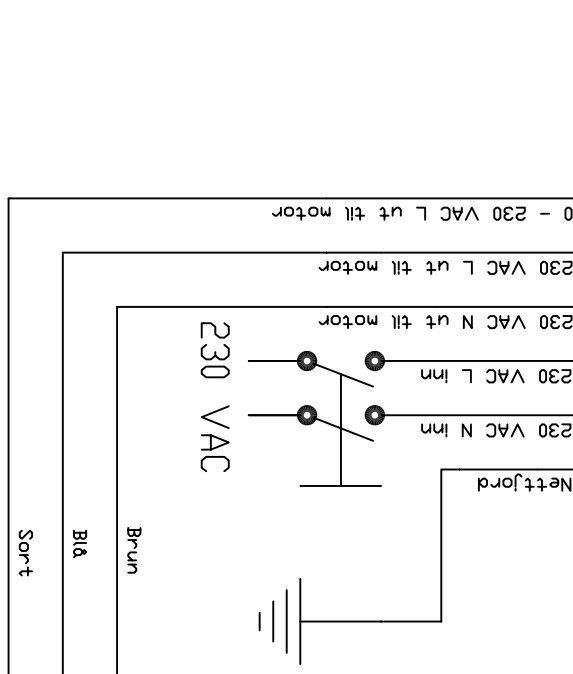 0 - 230 VAC L ut til motor
230 VAC L ut til motor
230 VAC N ut til motor
230 VAC L inn
230 VAC N inn
Nettjord
230 VAC
Sort
Blå
Brun